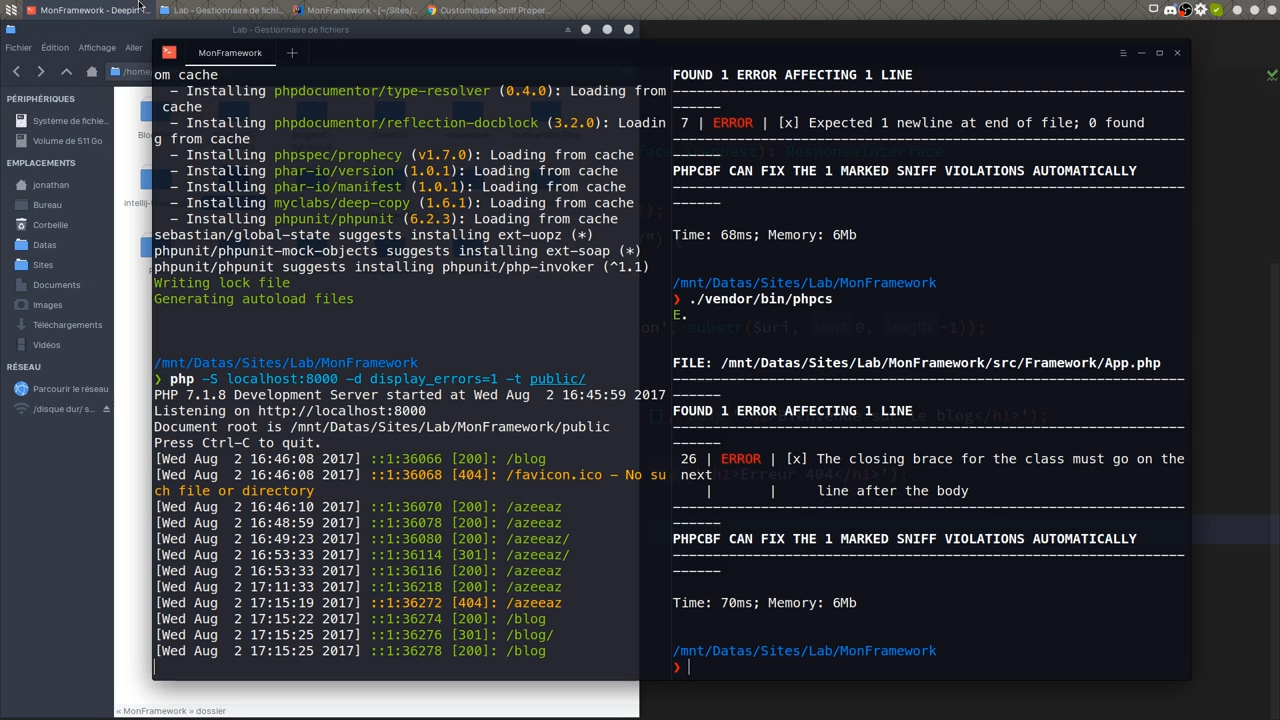 MonFramework - Deepin T...
Lab - Gestionnaire de fichi...
MonFramework - [~/Sites/...
Customisable Sniff Proper...
Lab - Gestionnaire de fichiers
Fichier Édition Affichage Aller
/home/
PÉRIPHÉRIQUES
Système de fichie...
Volume de 511 Go
EMPLACEMENTS
jonathan
Bureau
Corbeille
Datas
Sites
Documents
Images
Téléchargements
Vidéos
RÉSEAU
Parcourir le réseau
/disque dur/ s...
« MonFramework » dossier
MonFramework
om cache
- Installing phpdocumentor/type-resolver (0.4.0): Loading from
cache
- Installing phpdocumentor/reflection-docblock (3.2.0): Loadin
g from cache
- Installing phpspec/prophecy (v1.7.0): Loading from cache
- Installing phar-io/version (1.0.1): Loading from cache
- Installing phar-io/manifest (1.0.1): Loading from cache
- Installing myclabs/deep-copy (1.6.1): Loading from cache
- Installing phpunit/phpunit (6.2.3): Loading from cache
sebastian/global-state suggests installing ext-uopz (*)
phpunit/phpunit-mock-objects suggests installing ext-soap (*)
phpunit/phpunit suggests installing phpunit/php-invoker (^1.1)
Writing lock file
Generating autoload files
/mnt/Datas/Sites/Lab/MonFramework
❯ php -S localhost:8000 -d display_errors=1 -t public/
PHP 7.1.8 Development Server started at Wed Aug  2 16:45:59 2017
Listening on http://localhost:8000
Document root is /mnt/Datas/Sites/Lab/MonFramework/public
Press Ctrl-C to quit.
[Wed Aug  2 16:46:08 2017] ::1:36066 [200]: /blog
[Wed Aug  2 16:46:08 2017] ::1:36068 [404]: /favicon.ico - No su
ch file or directory
[Wed Aug  2 16:46:10 2017] ::1:36070 [200]: /azeeaz
[Wed Aug  2 16:48:59 2017] ::1:36078 [200]: /azeeaz
[Wed Aug  2 16:49:23 2017] ::1:36080 [200]: /azeeaz/
[Wed Aug  2 16:53:33 2017] ::1:36114 [301]: /azeeaz/
[Wed Aug  2 16:53:33 2017] ::1:36116 [200]: /azeeaz
[Wed Aug  2 17:11:33 2017] ::1:36218 [200]: /azeeaz
[Wed Aug  2 17:15:19 2017] ::1:36272 [404]: /azeeaz
[Wed Aug  2 17:15:22 2017] ::1:36274 [200]: /blog
[Wed Aug  2 17:15:25 2017] ::1:36276 [301]: /blog/
[Wed Aug  2 17:15:25 2017] ::1:36278 [200]: /blog
FOUND 1 ERROR AFFECTING 1 LINE
7 | ERROR | [x] Expected 1 newline at end of file; 0 found
PHPCBF CAN FIX THE 1 MARKED SNIFF VIOLATIONS AUTOMATICALLY
Time: 68ms; Memory: 6Mb
/mnt/Datas/Sites/Lab/MonFramework
❯ ./vendor/bin/phpcs
E.
FILE: /mnt/Datas/Sites/Lab/MonFramework/src/Framework/App.php
FOUND 1 ERROR AFFECTING 1 LINE
26 | ERROR | [x] The closing brace for the class must go on the
next
|       |     line after the body
PHPCBF CAN FIX THE 1 MARKED SNIFF VIOLATIONS AUTOMATICALLY
Time: 70ms; Memory: 6Mb
/mnt/Datas/Sites/Lab/MonFramework
❯